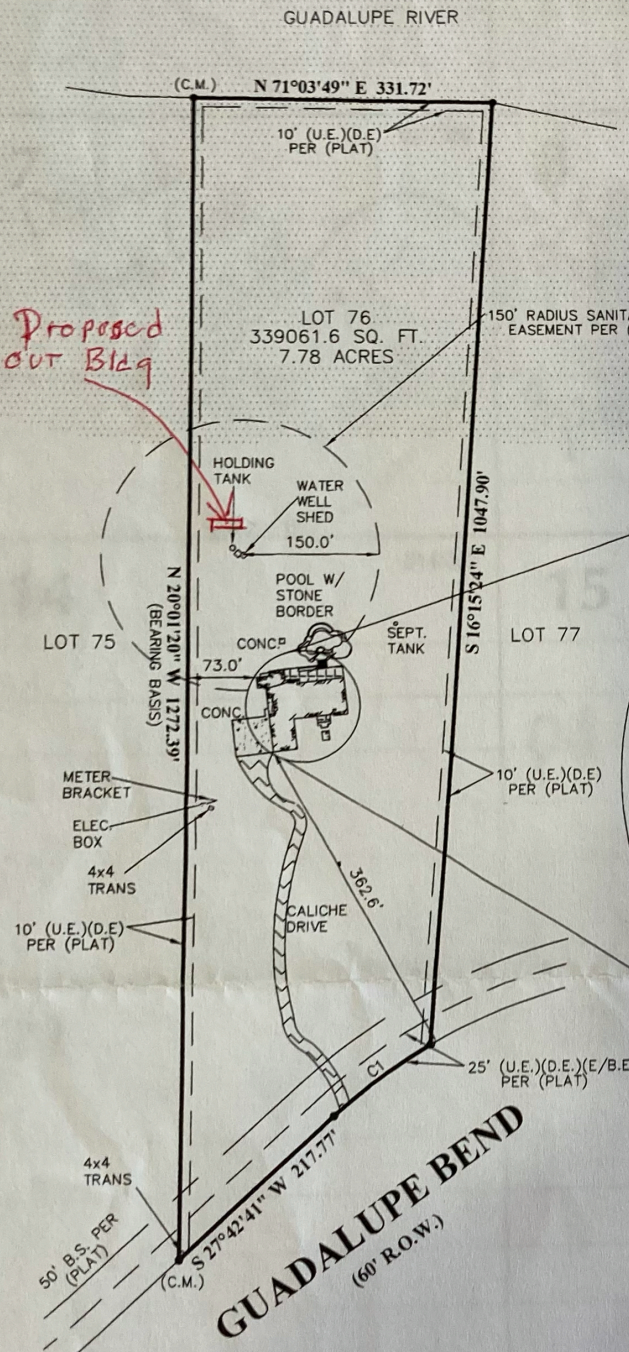 GUADALUPE RIVER
(C.M.)
N 71°03'49" E 331.72'
10' (U.E.)(D.E)
PER (PLAT)
LOT 76
339061.6 SQ. FT.
7.78 ACRES
150' RADIUS
EASEMENT PER
Proposed
out Bldg
HOLDING
TANK
WATER
WELL
SHED
150.0'
S 16°15'24" E 1047.90'
POOL W/
STONE
BORDER
N 20°01'20" W 1272.39'
(BEARING BASIS)
LOT 75
CONC.
SEPT.
TANK
LOT 77
73.0'
CONC
METER
BRACKET
ELEC.
BOX
4x4
TRANS
10' (U.E.)(D.E)
PER (PLAT)
362.6'
10' (U.E.)(D.E)
PER (PLAT)
CALICHE
DRIVE
C1
25' (U.E.)(D.E.)(E/B.E
PER (PLAT)
4x4
TRANS
S 27°42'41" W 217.77'
50' B.S. PER
(PLAT)
(C.M.)
GUADALUPE BEND
(60' R.O.W.)